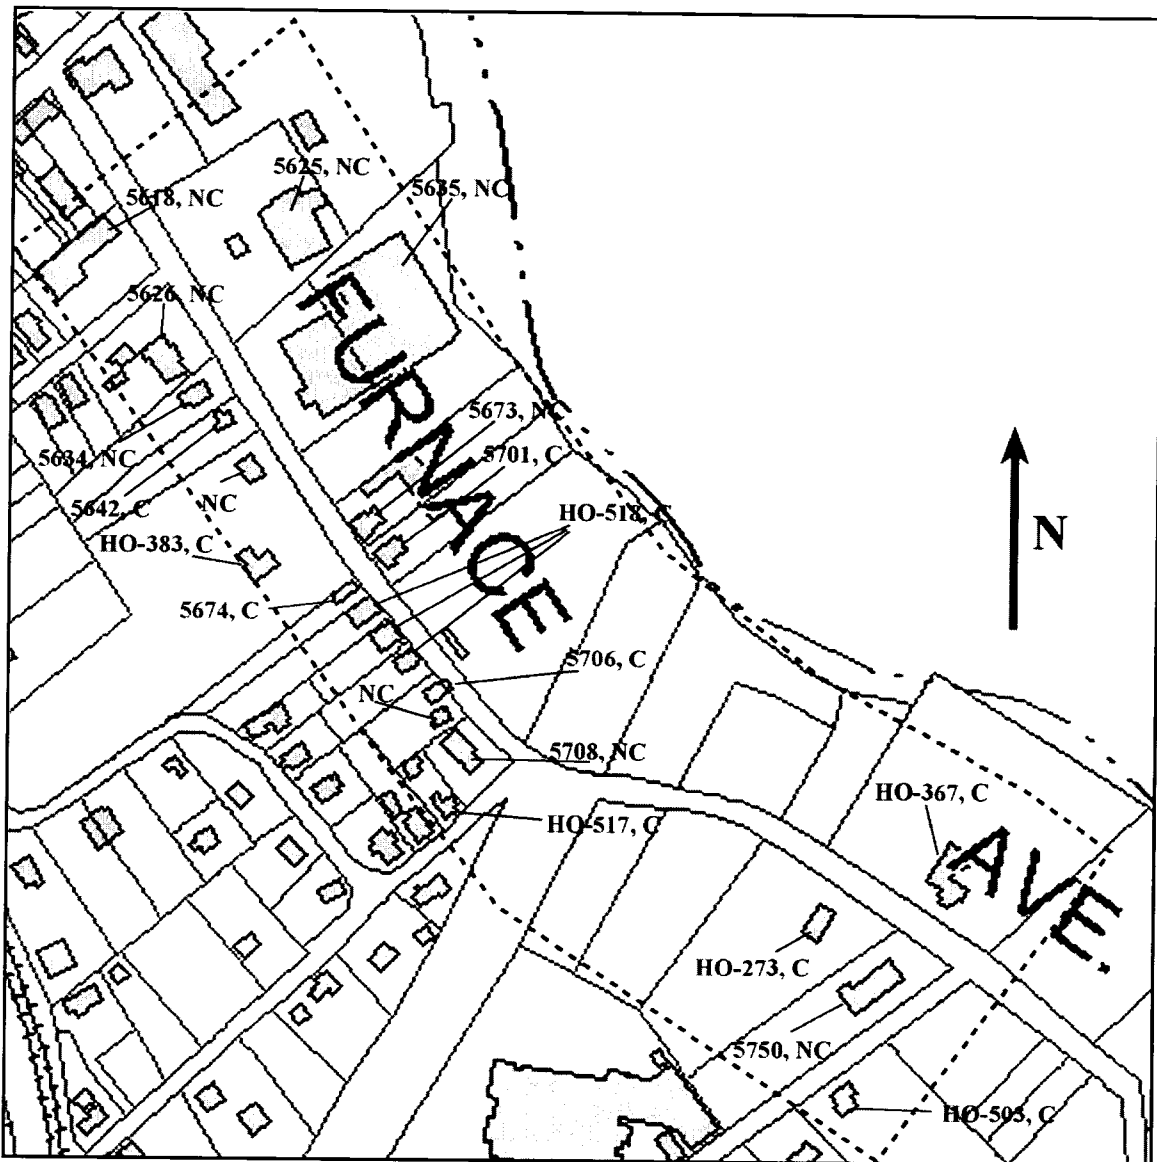 5625, NC
5635, NC
5618, NC
5626, NC
FURNACE
5673, NC
5634, NC
5701, C
5642, C
NC
HO-518, C
HO-383, C
N
5674, C
5706, C
NC
5708, NC
HO-367, C
HO-517, C
AVE.
HO-273, C
5750, NC
HO-505, C